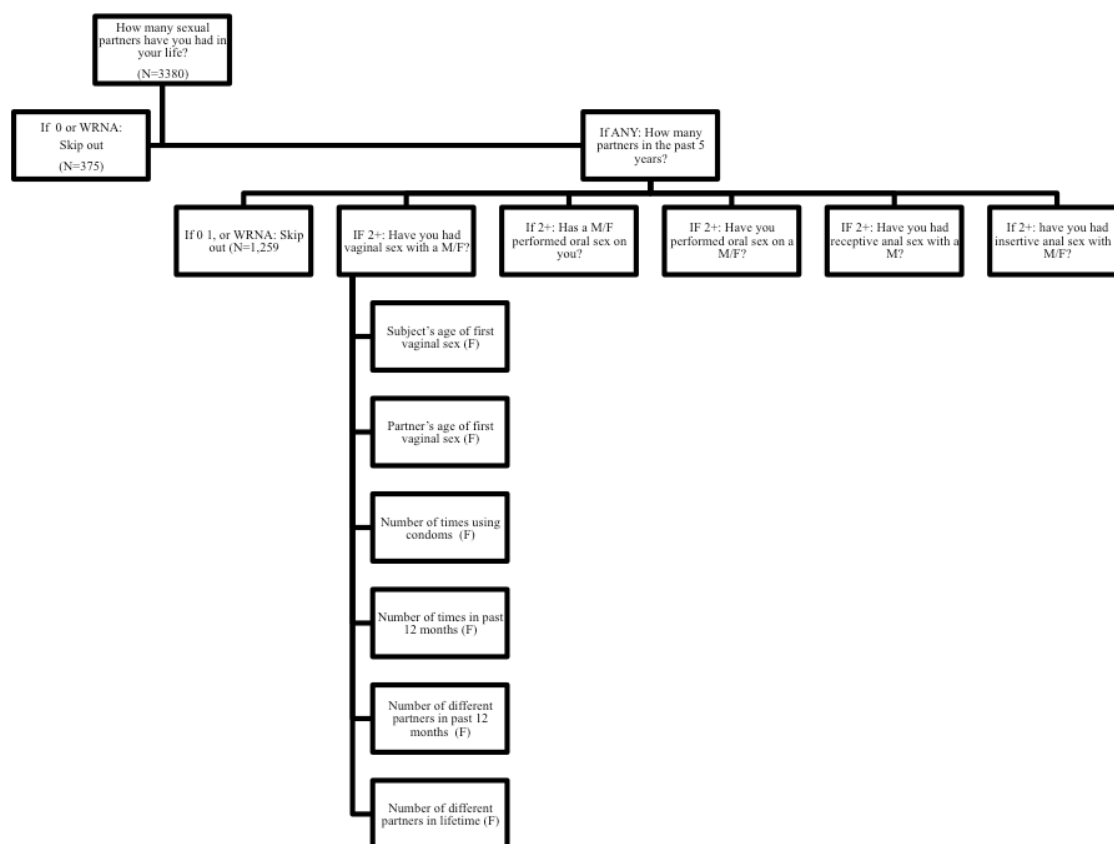 How many sexual
partners have you had in
your life?
(N=3380)
If 0 or WRNA:
Skip out
(N=375)
If ANY: How many
partners in the past 5
years?
If 0 1, or WRNA: Skip
out (N=1,259
IF 2+: Have you had
vaginal sex with a M/F?
If 2+: Has a M/F
performed oral sex on
you?
IF 2+: Have you
performed oral sex on a
M/F?
If 2+: Have you had
receptive anal sex with a
M?
If 2+: have you had
insertive anal sex with
M/F?
Subject's age of first
vaginal sex (F)
Partner's age of first
vaginal sex (F)
Number of times using
condoms (F)
Number of times in past
12 months (F)
Number of different
partners in past 12
months (F)
Number of different
partners in lifetime (F)